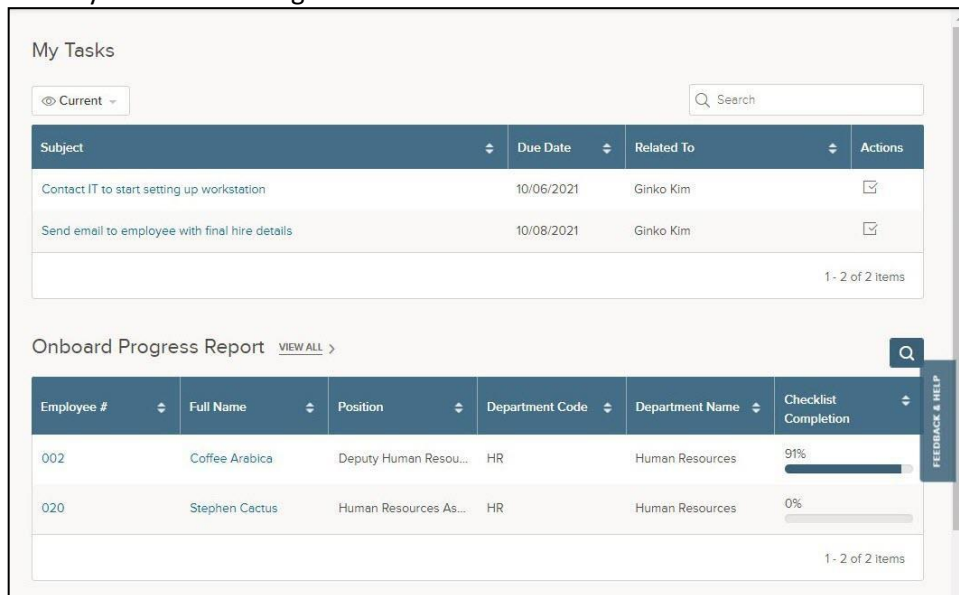 My Tasks
Current
Search
Subject Due Date Related To Actions
Contact IT to start setting up workstation 10/06/2021 Ginko Kim
Send email to employee with final hire details 10/08/2021 Ginko Kim
1 - 2 of 2 items
Onboard Progress Report VIEW ALL >
Employee # Full Name Position Department Code Department Name Checklist
Completion
002 Coffee Arabica Deputy Human Resou... HR Human Resources 91%
020 Stephen Cactus Human Resources As... HR Human Resources 0%
1 - 2 of 2 items
FEEDBACK & HELP